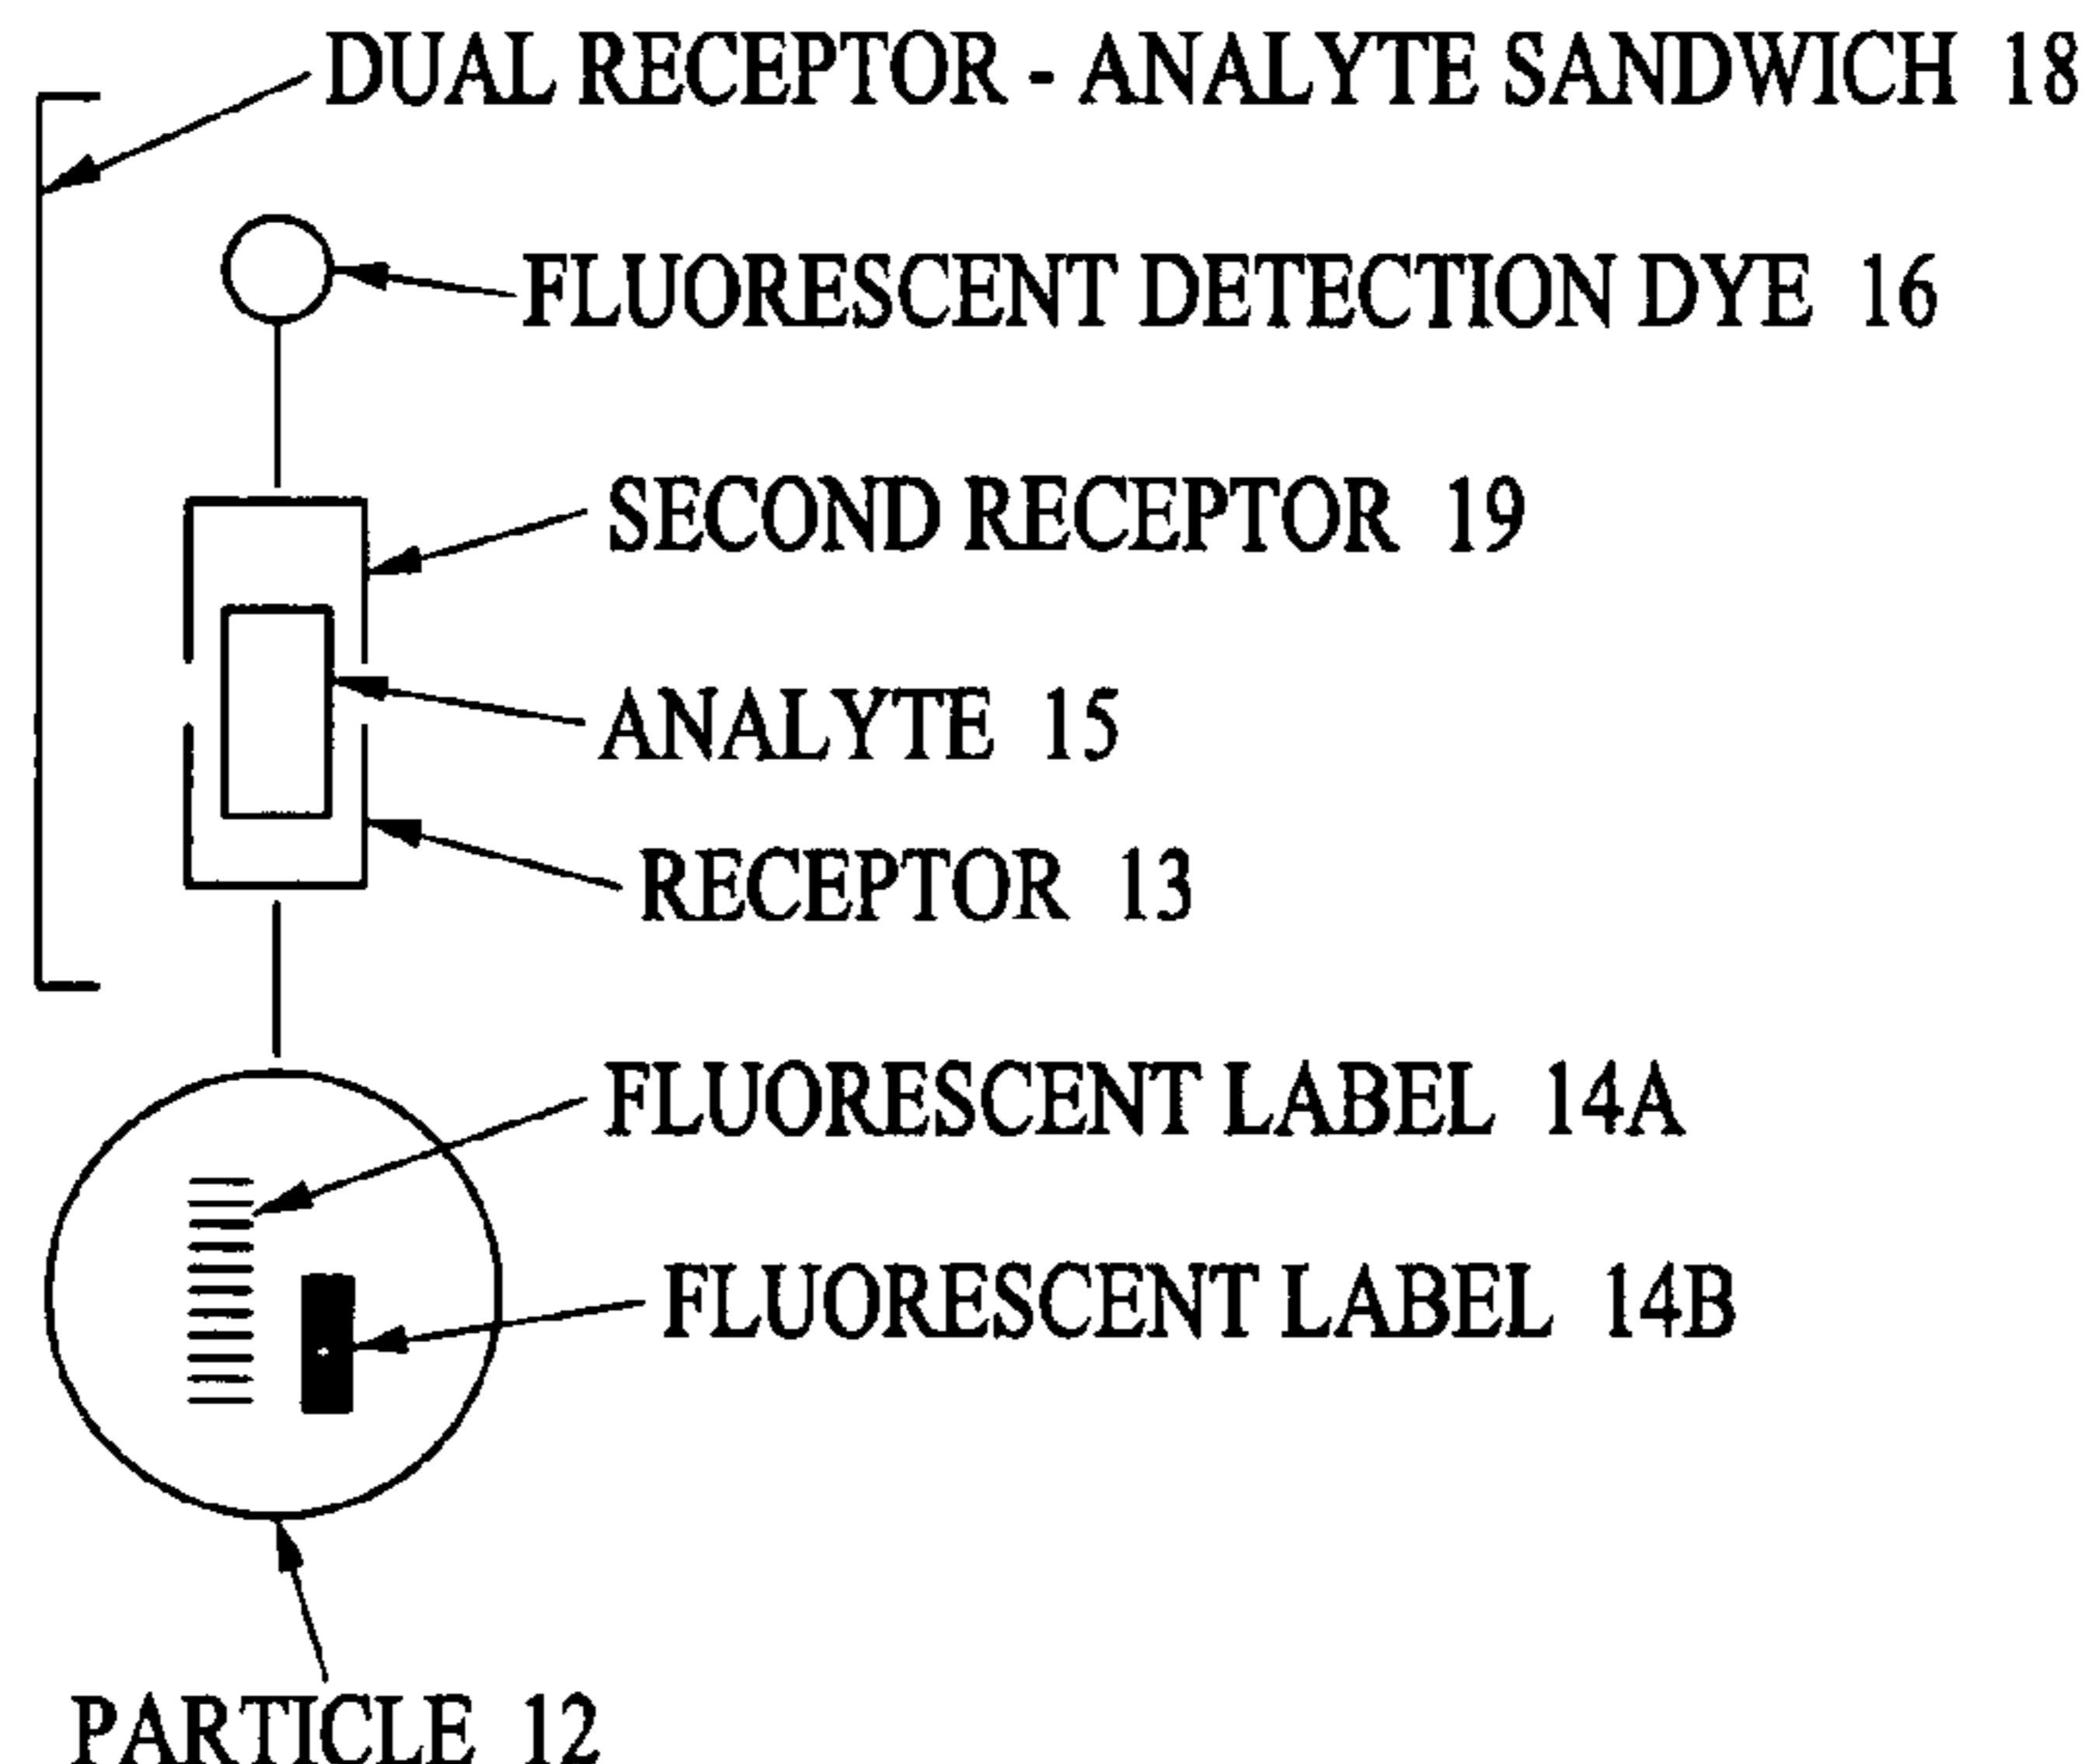 DUAL RECEPTOR - ANALYTE SANDWICH 18
FLUORESCENT DETECTION DYE 16
SECOND RECEPTOR 19
ANALYTE 15
RECEPTOR 13
FLUORESCENT LABEL 14A
FLUORESCENT LABEL 14B
PARTICLE 12